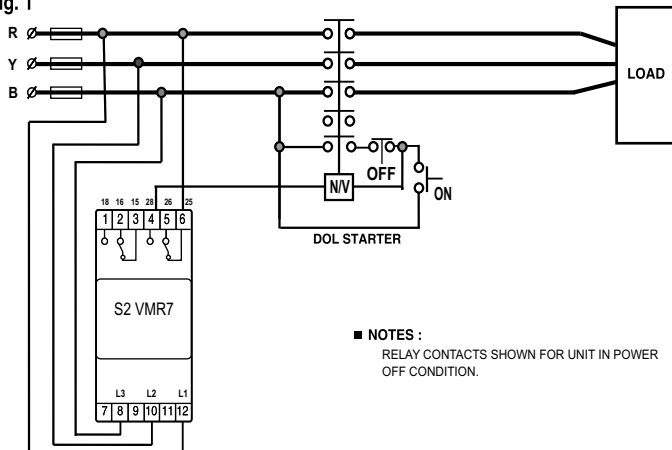 ig. 1
R
Y
B
LOAD
OFF
N/V
ON
DOL STARTER
18 16 15 28 26 25
1 2 3 4 5 6
S2 VMR7
L3 L2 L1
7 8 9 10 11 12
■ NOTES :
RELAY CONTACTS SHOWN FOR UNIT IN POWER
OFF CONDITION.